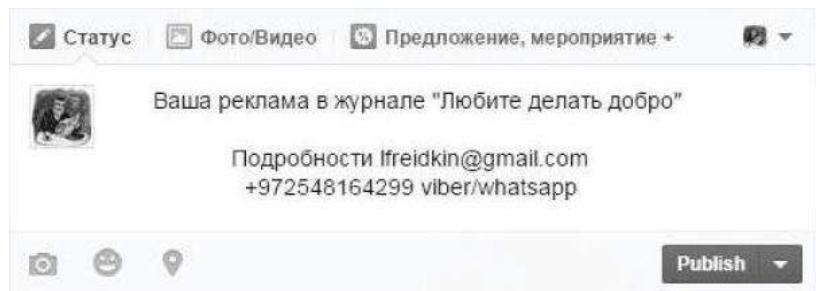 Статус Фото/Видео Предложение, мероприятие +
Ваша реклама в журнале "Любите делать добро"
Подробности lfreidkin@gmail.com
+972548164299 viber/whatsapp
Publish